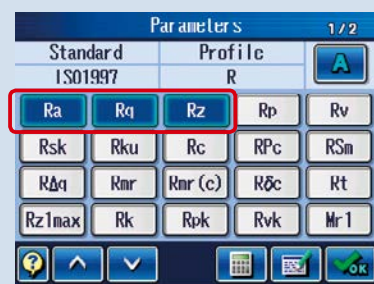 Parameters 1/2
Standard Profile A
ISO1997 R
Ra Rq Rz Rp Rv
Rsk Rku Rc RPc RSm
RΔq Rmr Rmr(c) Rδc Rt
Rz1max Rk Rpk Rvk Mr1
? OK